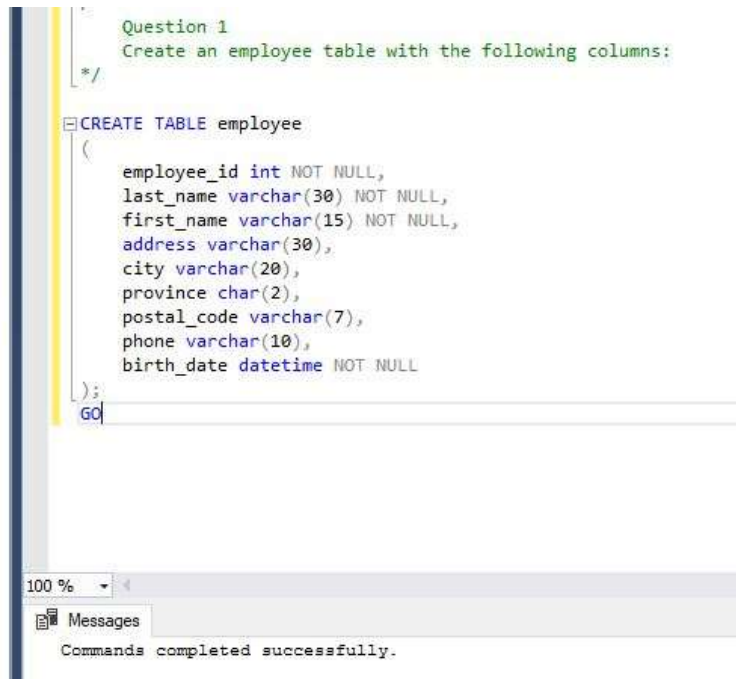 Question 1
Create an employee table with the following columns:
*/
CREATE TABLE employee
(
employee_id int NOT NULL,
last_name varchar(30) NOT NULL,
first_name varchar(15) NOT NULL,
address varchar(30),
city varchar(20),
province char(2),
postal_code varchar(7),
phone varchar(10),
birth_date datetime NOT NULL
);
GO
100 %
Messages
Commands completed successfully.